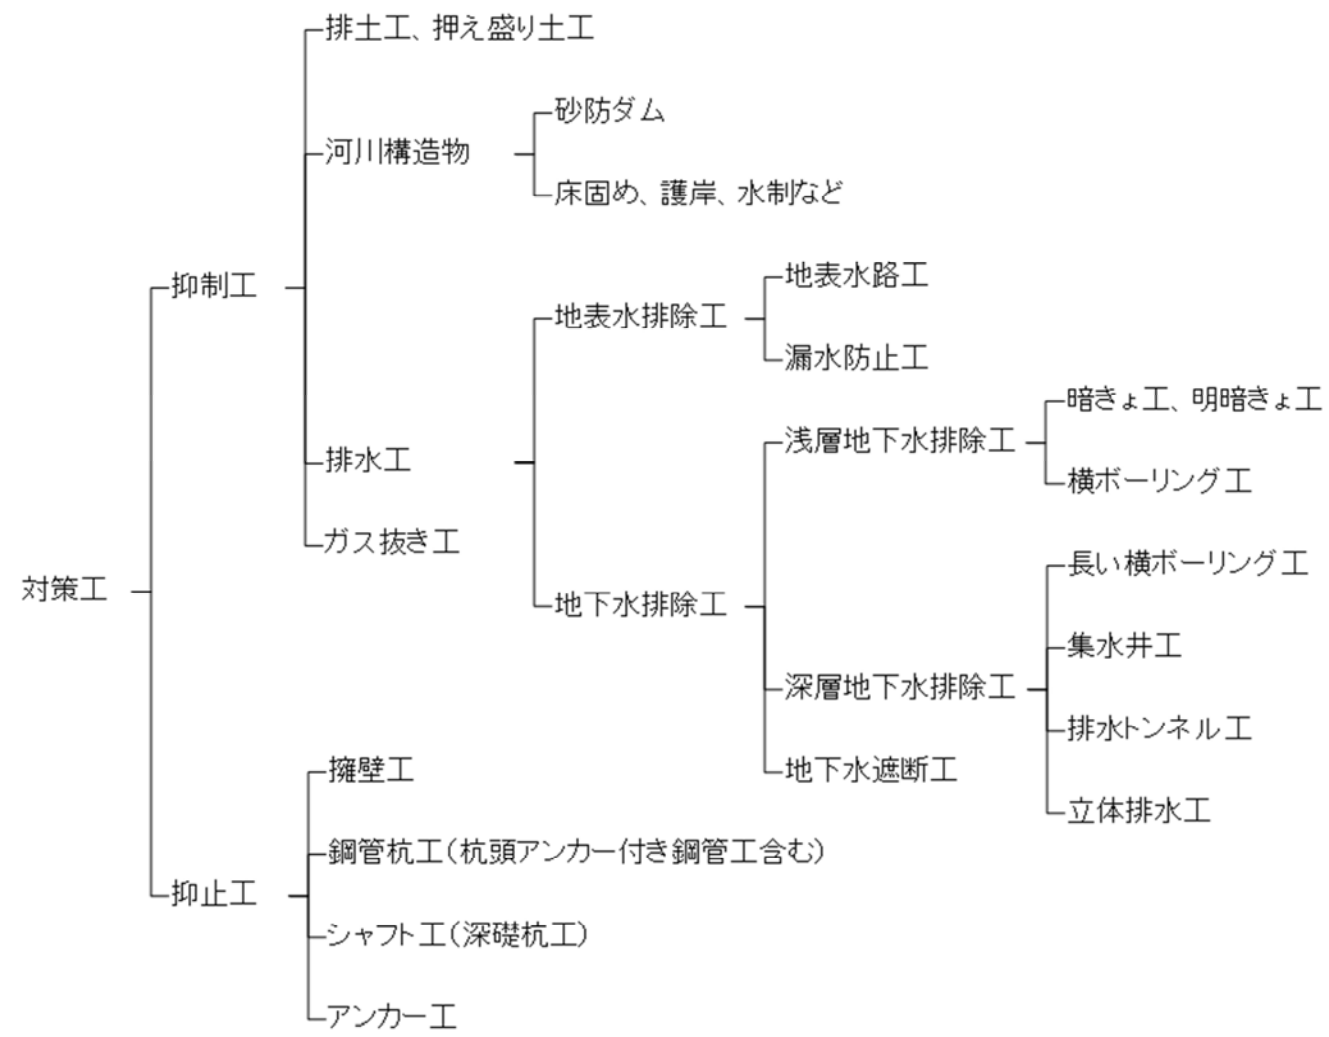 排土工、押え盛り土工
砂防ダム
河川構造物
床固め、護岸、水制など
地表水路工
抑制工
地表水排除工
漏水防止工
暗きょ工、明暗きょ工
浅層地下水排除工
排水工
横ボーリング工
ガス抜き工
長い横ボーリング工
対策工
地下水排除工
集水井工
深層地下水排除工
排水トンネル工
擁壁工
地下水遮断工
立体排水工
鋼管杭工(杭頭アンカー付き鋼管工含む)
抑止工
シャフト工(深礎杭工)
アンカー工